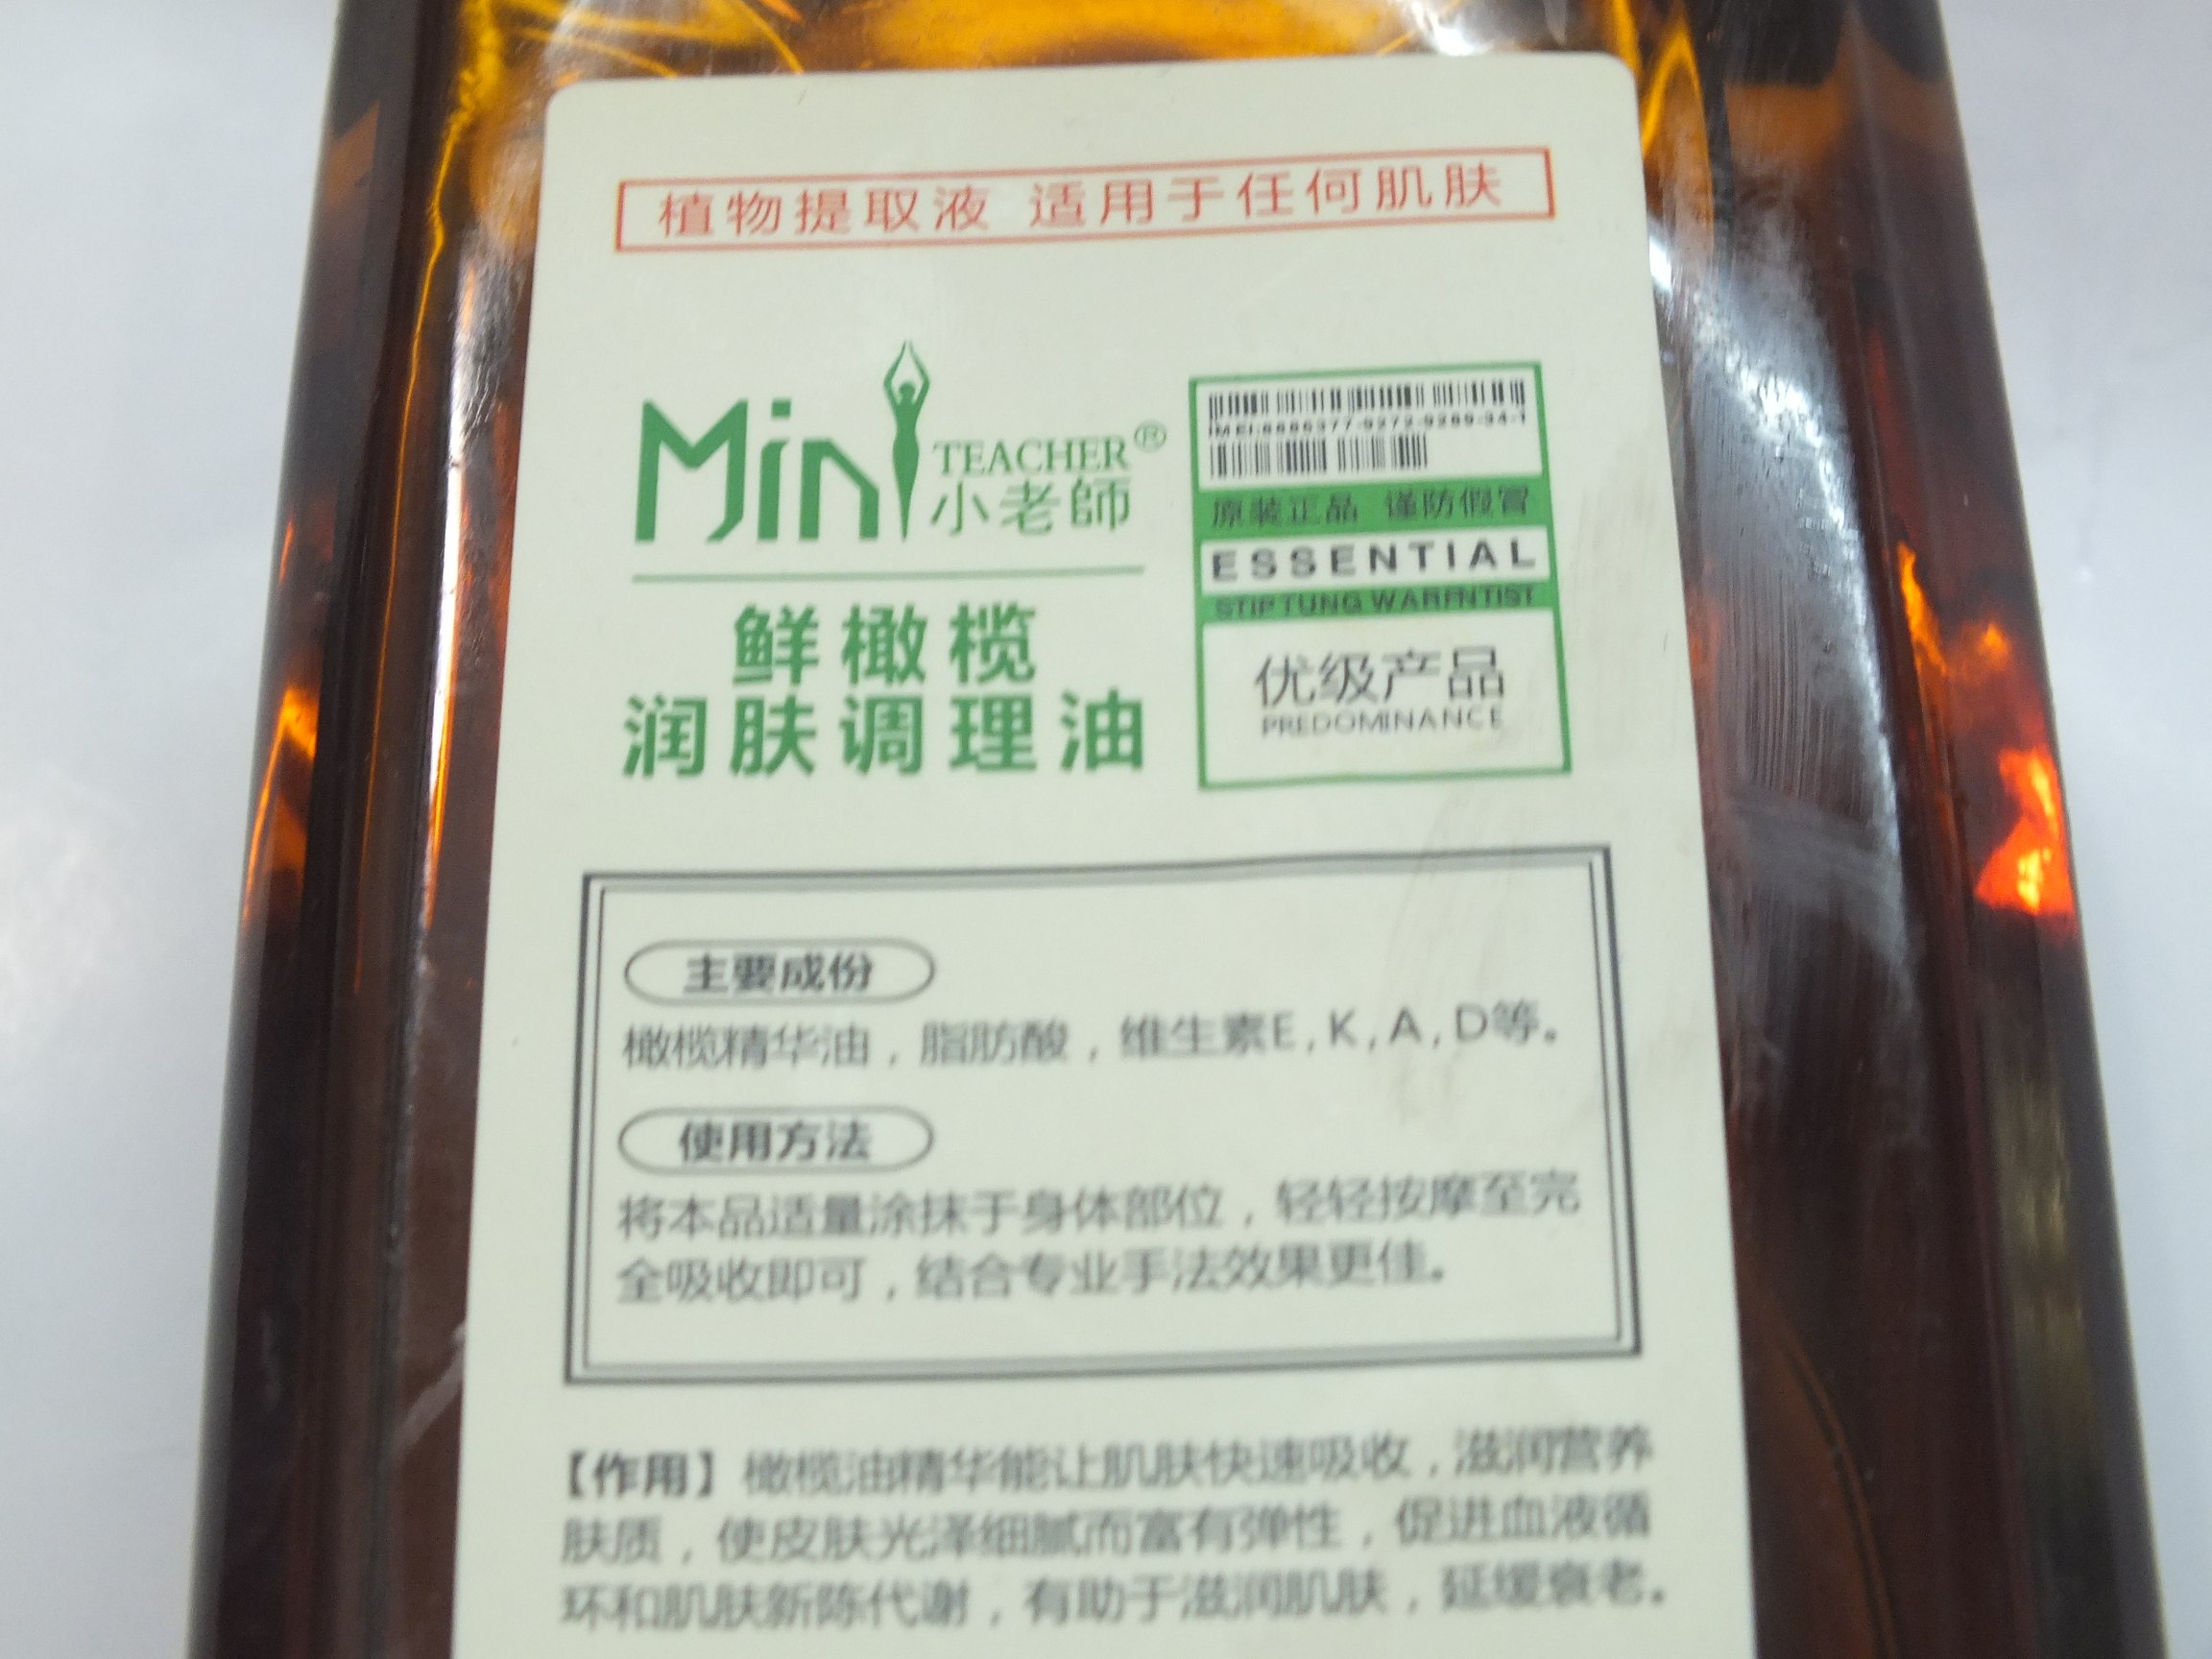 植物提取液 适用于任何肌肤
Mini TEACHER®
小老師
鲜橄榄
润肤调理油
原装正品 谨防假冒
ESSENTIAL
STIPTUNG WARENTIST
优级产品
PREDOMINANCE
主要成份
橄榄精华油，脂肪酸，维生素E,K,A,D等。
使用方法
将本品适量涂抹于身体部位，轻轻按摩至完
全吸收即可，结合专业手法效果更佳。
【作用】橄榄油精华能让肌肤快速吸收，滋润营养
肤质，使皮肤光泽细腻而富有弹性，促进血液循
环和肌肤新陈代谢，有助于滋润肌肤，延缓衰老。